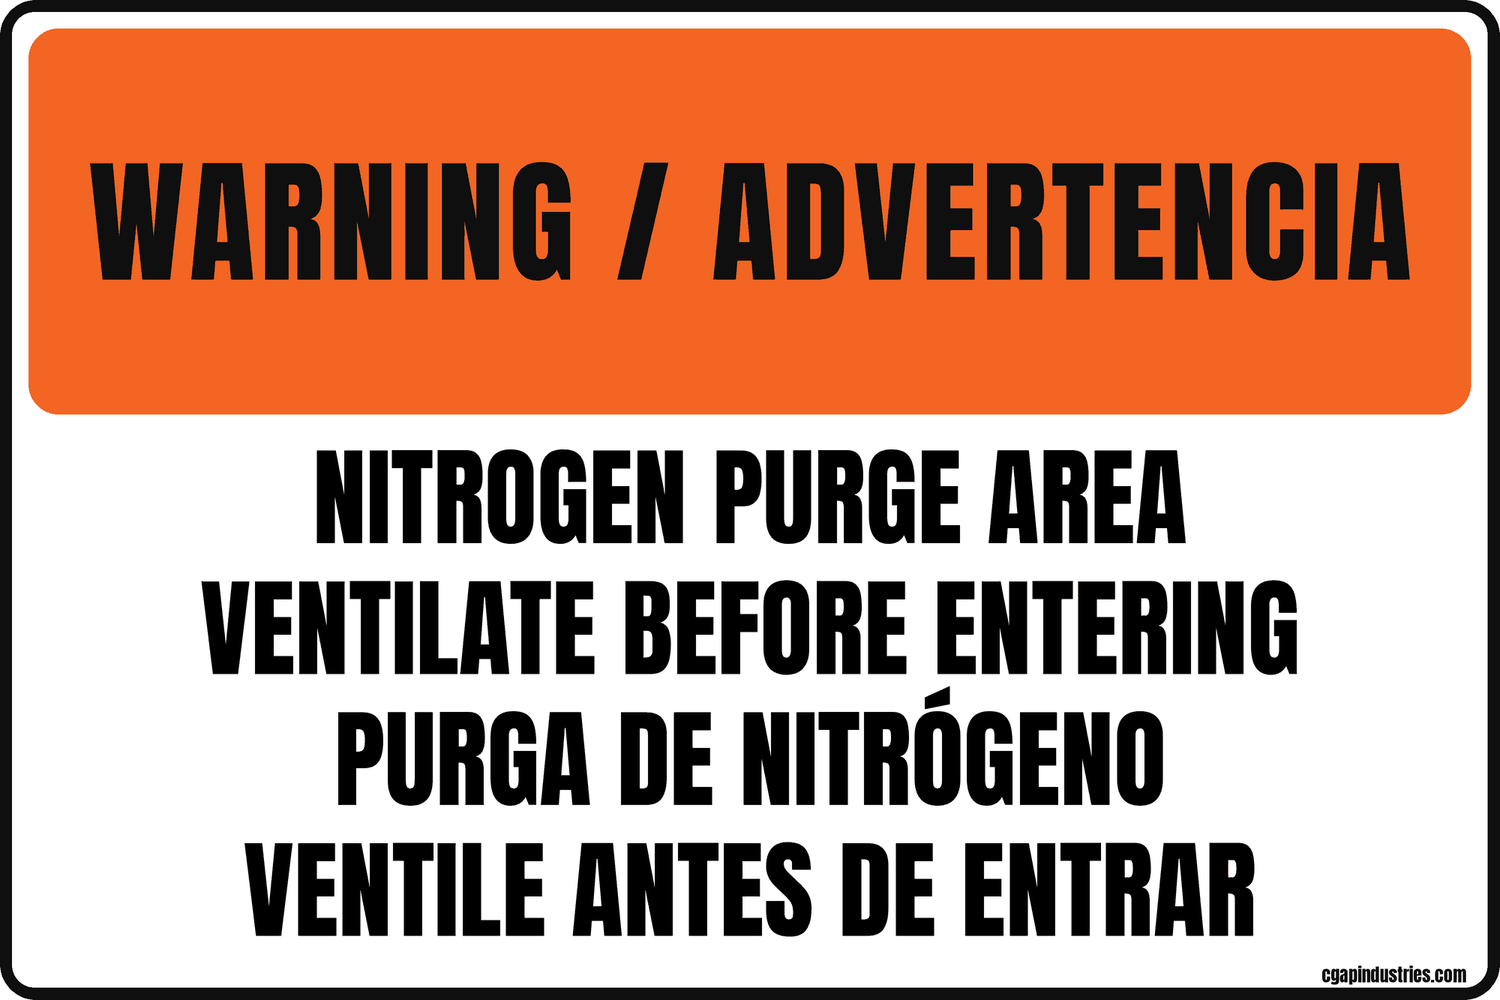 WARNING / ADVERTENCIA
NITROGEN PURGE AREA
VENTILATE BEFORE ENTERING
PURGA DE NITRÓGENO
VENTILE ANTES DE ENTRAR
cgapindustries.com